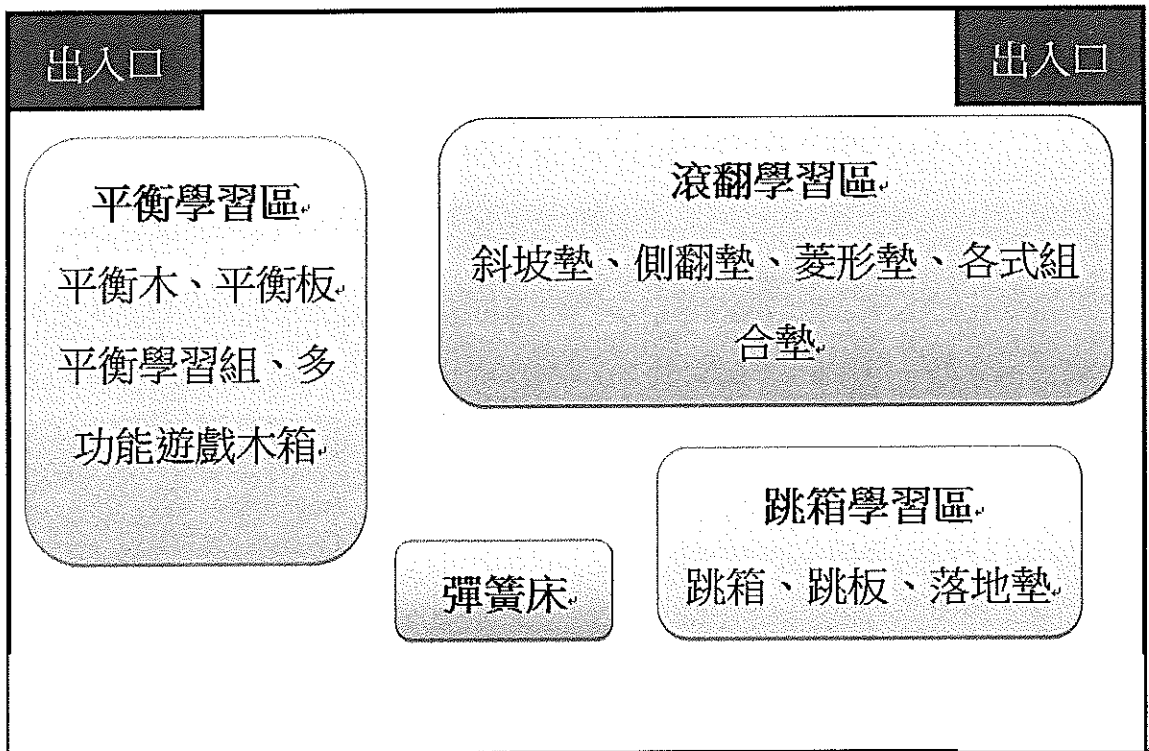 出入口
出入口
平衡學習區
平衡木、平衡板
平衡學習組、多
功能遊戲木箱
滾翻學習區
斜坡墊、側翻墊、菱形墊、各式組
合墊
彈簧床
跳箱學習區
跳箱、跳板、落地墊